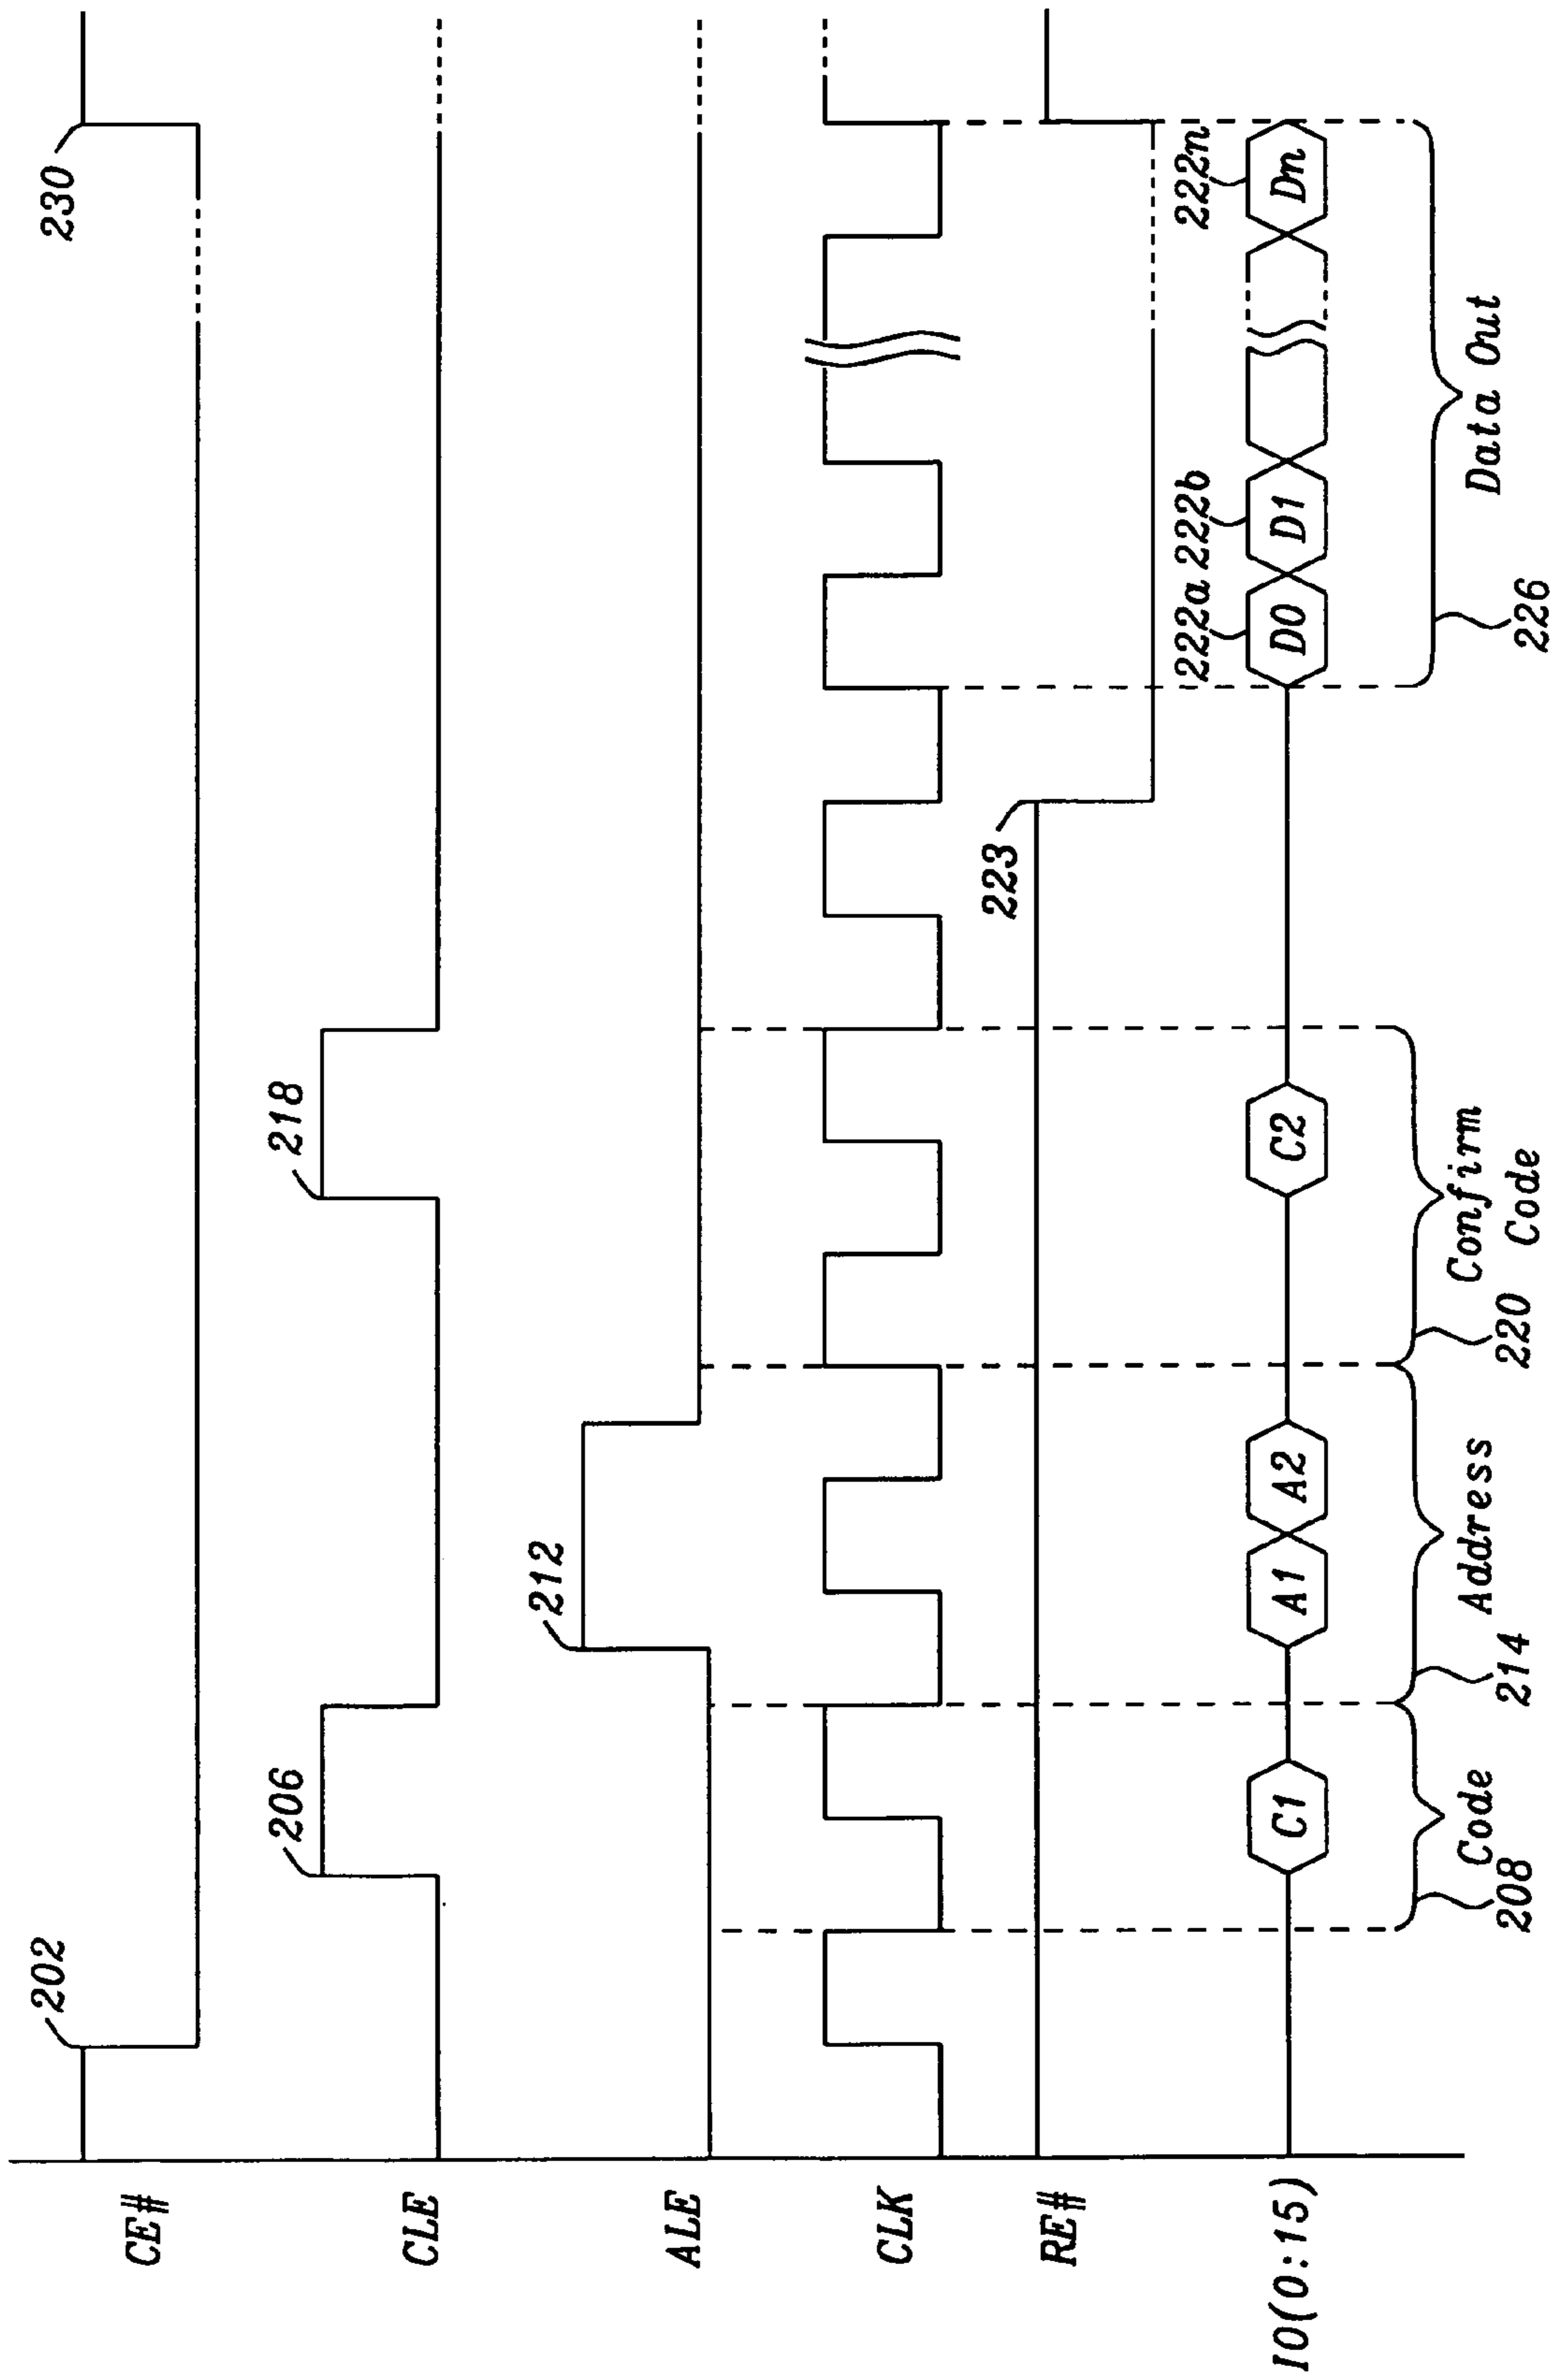 CE#
202
230
CLE
206
218
ALE
212
CLK
RE#
223
IO(0:15)
C1
A1
A2
C2
222a
222b
222n
D0
D1
Dn
208
Code
214
Address
220
Confirm
Code
226
Data Out